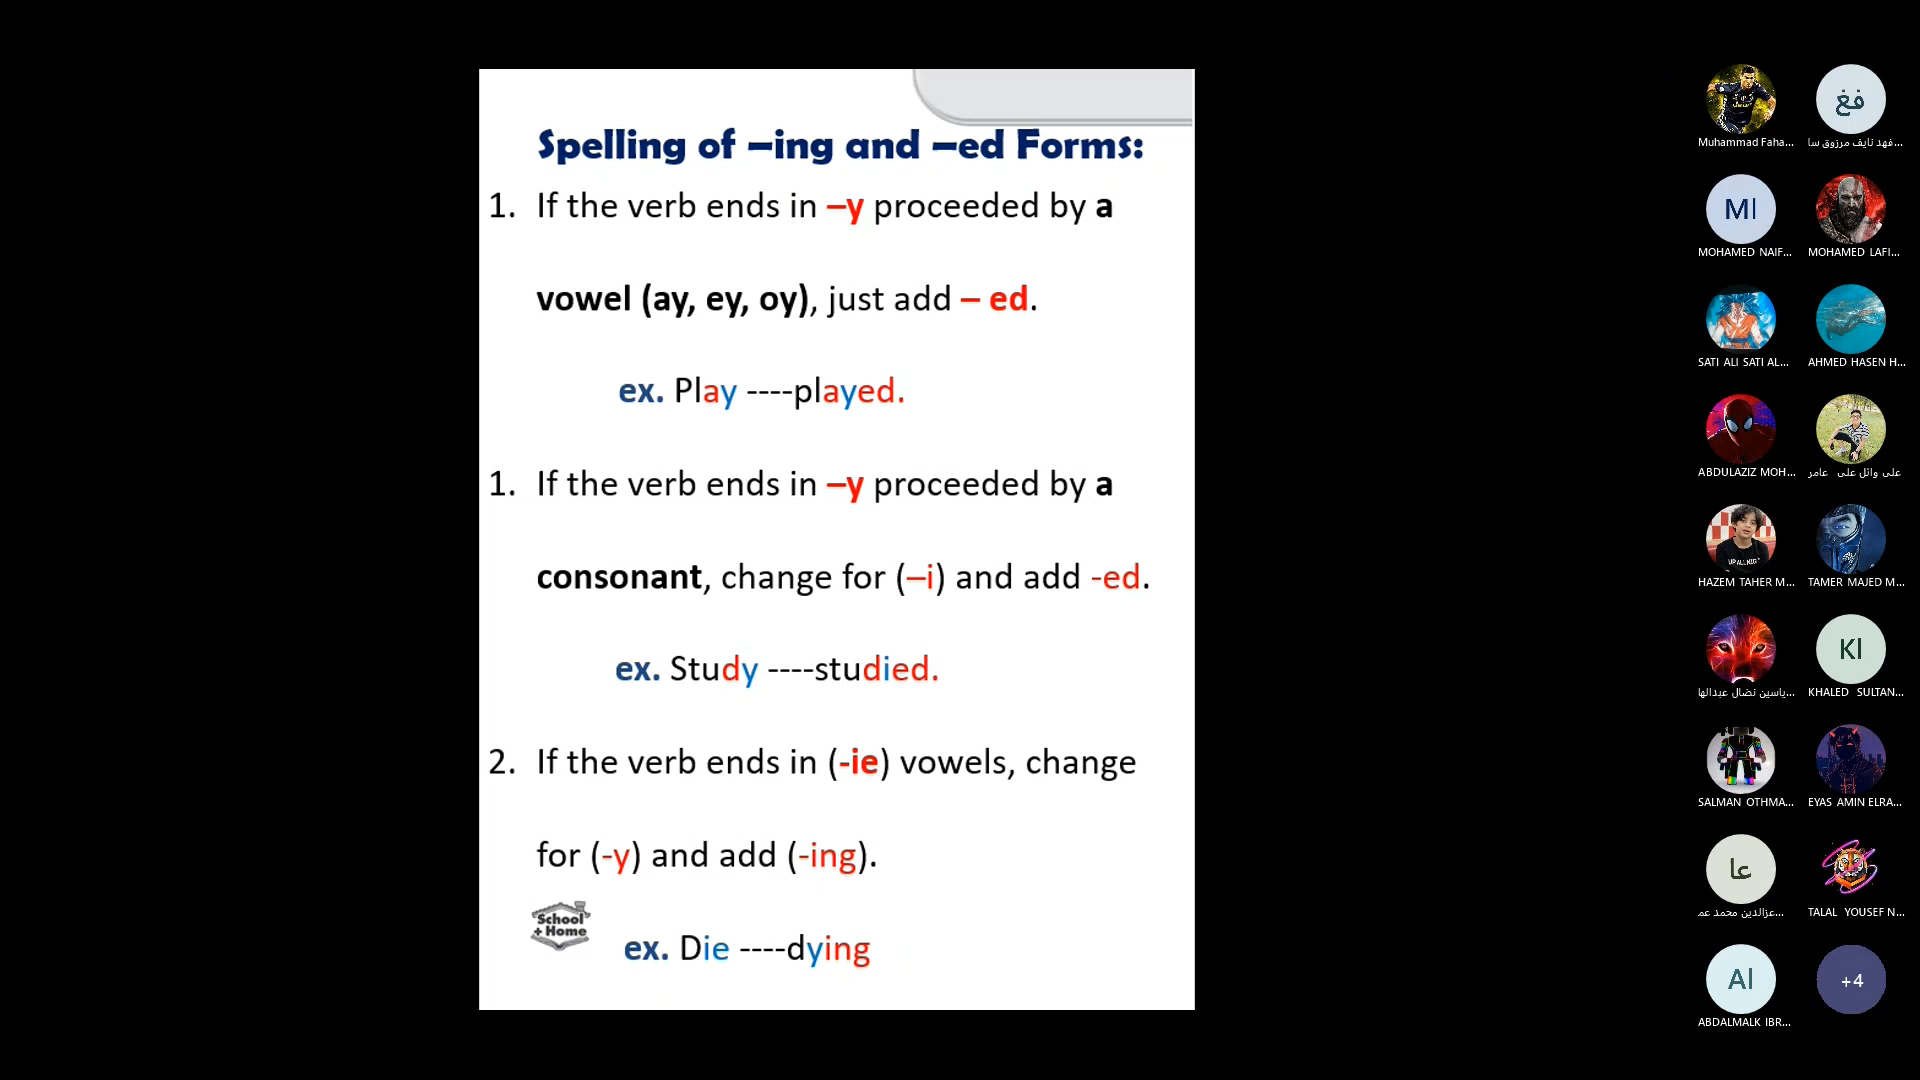 Spelling of –ing and –ed Forms:
1. If the verb ends in –y proceeded by a
vowel (ay, ey, oy), just add – ed.
ex. Play ----played.
1. If the verb ends in –y proceeded by a
consonant, change for (–i) and add -ed.
ex. Study ----studied.
2. If the verb ends in (-ie) vowels, change
for (-y) and add (-ing).
School
+ Home
ex. Die ----dying
فغ
Muhammad Faha...
فهد نايف مرزوق سا...
MI
MOHAMED NAIF...
MOHAMED LAFI...
SATI ALI SATI AL...
AHMED HASEN H...
ABDULAZIZ MOH...
على وائل على عامر
HAZEM TAHER M...
TAMER MAJED M...
KI
ياسين نضال عبدالها...
KHALED SULTAN...
SALMAN OTHMA...
EYAS AMIN ELRA...
عا
عزالدين محمد عم...
TALAL YOUSEF N...
AI
+4
ABDALMALK IBR...